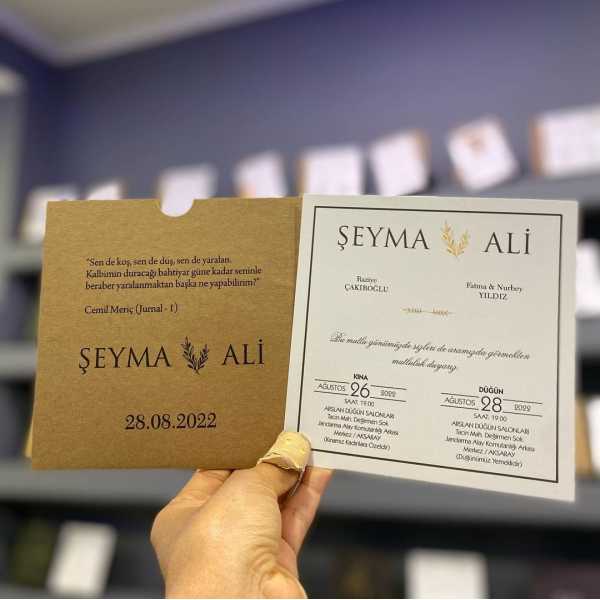 "Sen de koş, sen de düş, sen de yaralan.
Kalbimin duracağı bahtiyar güne kadar seninle
beraber yaralanmaktan başka ne yapabilirim?"
Cemil Meriç (Jurnal - 1)
ŞEYMA ALİ
28.08.2022
ŞEYMA ALİ
Raziye
ÇAKIROĞLU
Fatma & Nurbey
YILDIZ
Bu mutlu günümüzde sizleri de aramızda görmekten
mutluluk duyarız.
KINA
AĞUSTOS 26 2022
SAAT: 19.00
ARSLAN DÜĞÜN SALONLARI
Tacin Mah. Değirmen Sok
Jandarma Alay Komutanlığı Arkası
Merkez / AKSARAY
(Kınamız Kadınlara Özeldir)
DÜĞÜN
AĞUSTOS 28 2022
SAAT: 19.00
ARSLAN DÜĞÜN SALONLARI
Tacin Mah. Değirmen Sok
Jandarma Alay Komutanlığı Arkası
Merkez / AKSARAY
(Düğünümüz Yemeklidir)